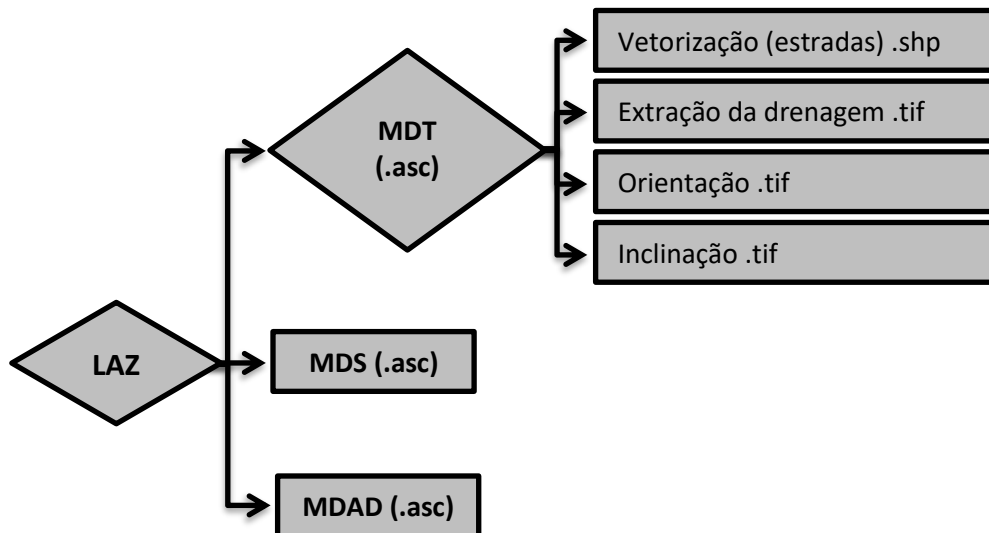 Vetorização (estradas) .shp
Extração da drenagem .tif
MDT
(.asc)
Orientação .tif
Inclinação .tif
LAZ
MDS (.asc)
MDAD (.asc)